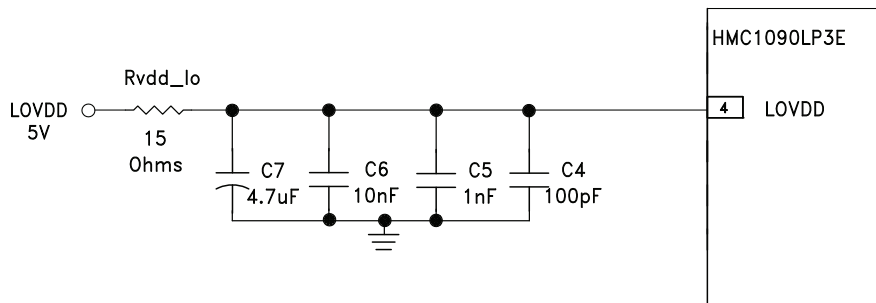 HMC1090LP3E
Rvdd_lo
LOVDD
5V
15
Ohms
4
LOVDD
C7
4.7uF
C6
10nF
C5
1nF
C4
100pF